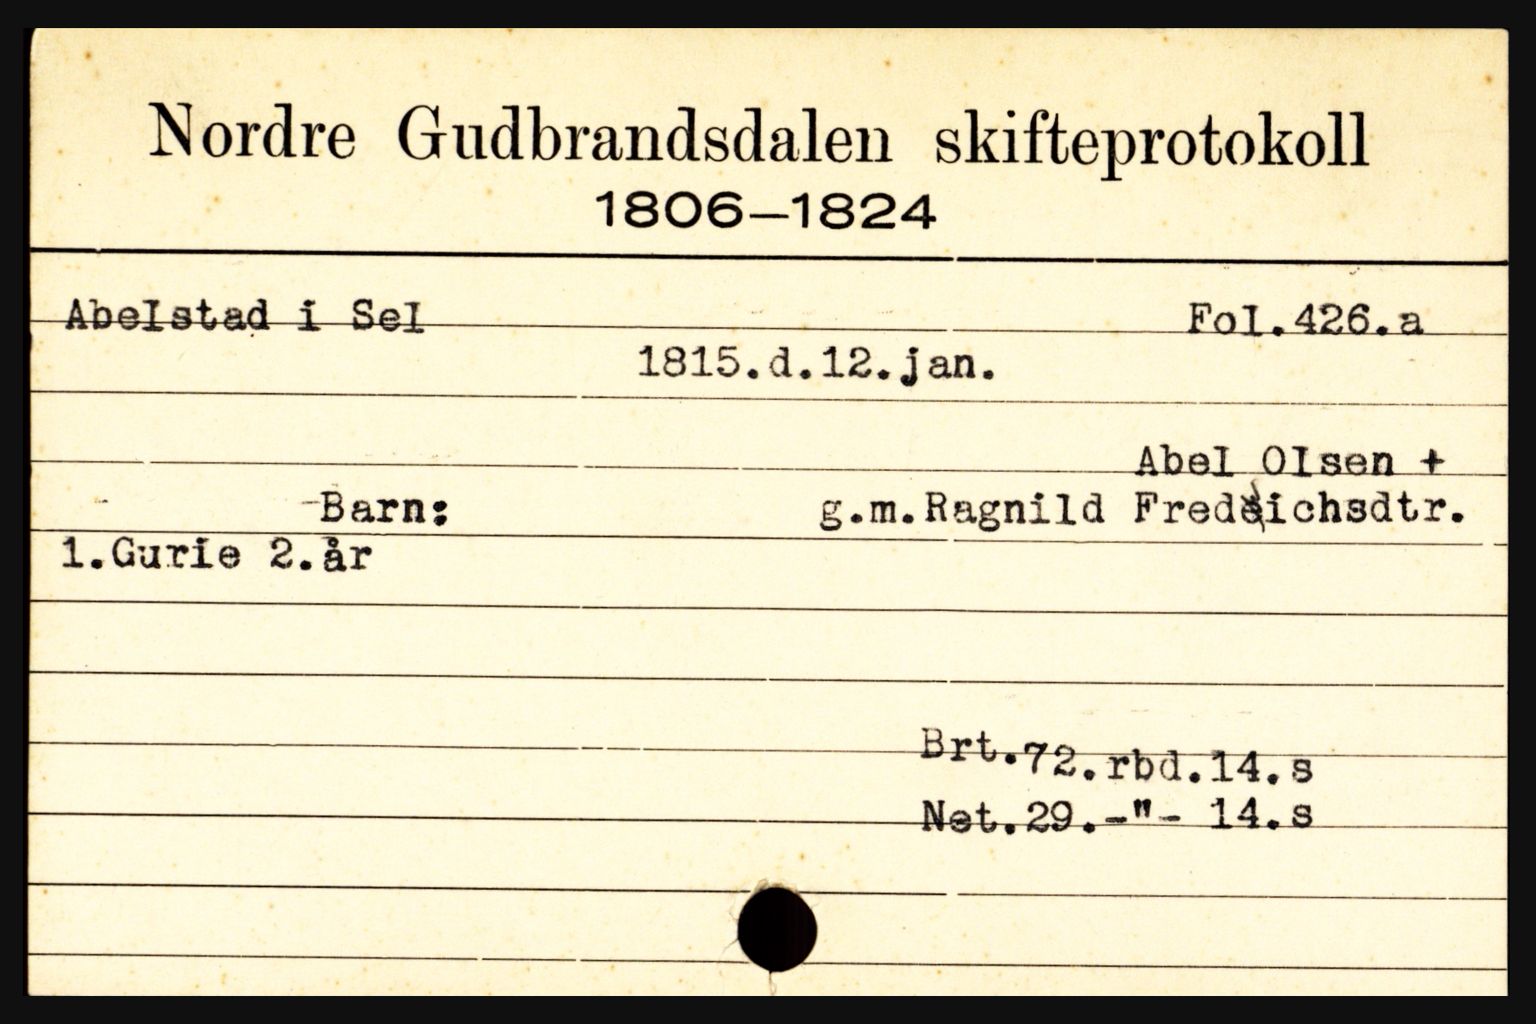 Nordre Gudbrandsdalen skifteprotokoll
1806–1824
Abelstad i Sel Fol.426.a
1815.d.12.jan.
Abel Olsen +
-Barn: g.m.Ragnild Fredrichsdtr.
1.Gurie 2.år
Brt.72.rbd.14.s
Net.29.-"- 14.s